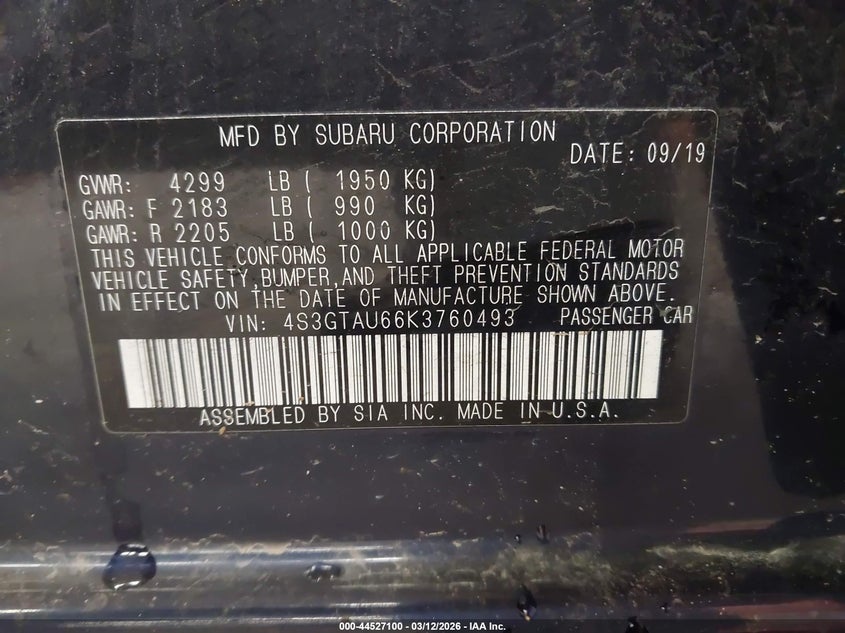 MFD BY SUBARU CORPORATION
DATE: 09/19
GVWR: 4299 LB ( 1950 KG)
GAWR: F 2183 LB ( 990 KG)
GAWR: R 2205 LB ( 1000 KG)
THIS VEHICLE CONFORMS TO ALL APPLICABLE FEDERAL MOTOR
VEHICLE SAFETY,BUMPER,AND THEFT PREVENTION STANDARDS
IN EFFECT ON THE DATE OF MANUFACTURE SHOWN ABOVE.
VIN: 4S3GTAU66K3760493 PASSENGER CAR
ASSEMBLED BY SIA INC. MADE IN U.S.A.
000-44527100 - 03/12/2026 - IAA Inc.